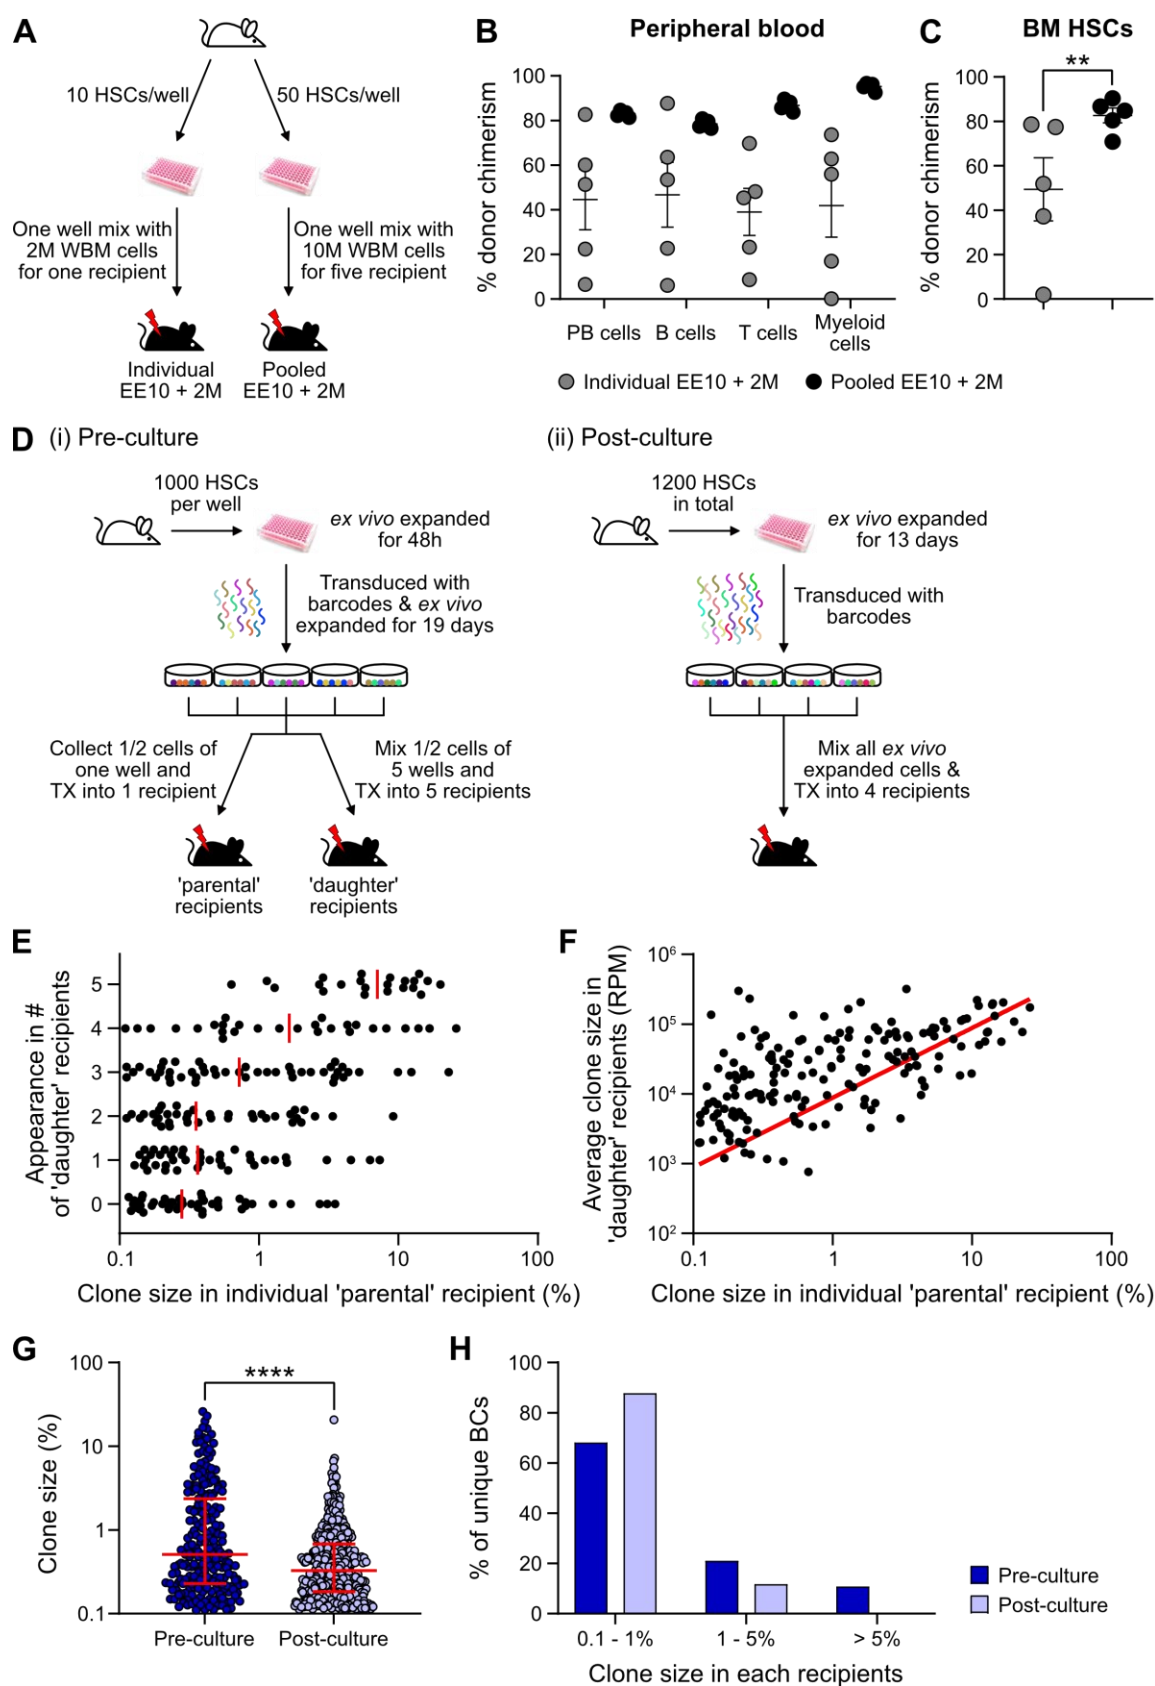 A
10 HSCs/well
50 HSCs/well
One well mix with
2M WBM cells
for one recipient
One well mix with
10M WBM cells
for five recipient
Individual
EE10 + 2M
Pooled
EE10 + 2M
B
Peripheral blood
% donor chimerism
100
80
60
40
20
0
PB cells
B cells
T cells
Myeloid
cells
Individual EE10 + 2M
Pooled EE10 + 2M
C
BM HSCs
**
% donor chimerism
100
80
60
40
20
0
D
(i) Pre-culture
1000 HSCs
per well
ex vivo expanded
for 48h
Transduced with
barcodes & ex vivo
expanded for 19 days
Collect 1/2 cells of
one well and
TX into 1 recipient
Mix 1/2 cells of
5 wells and
TX into 5 recipients
'parental'
recipients
'daughter'
recipients
(ii) Post-culture
1200 HSCs
in total
ex vivo expanded
for 13 days
Transduced with
barcodes
Mix all ex vivo
expanded cells &
TX into 4 recipients
E
Appearance in #
of 'daughter' recipients
5
4
3
2
1
0
0.1
1
10
100
Clone size in individual 'parental' recipient (%)
F
Average clone size in
'daughter' recipients (RPM)
10⁶
10⁵
10⁴
10³
10²
0.1
1
10
100
Clone size in individual 'parental' recipient (%)
G
****
Clone size (%)
100
10
1
0.1
Pre-culture
Post-culture
H
% of unique BCs
100
80
60
40
20
0
0.1 - 1%
1 - 5%
> 5%
Clone size in each recipients
Pre-culture
Post-culture